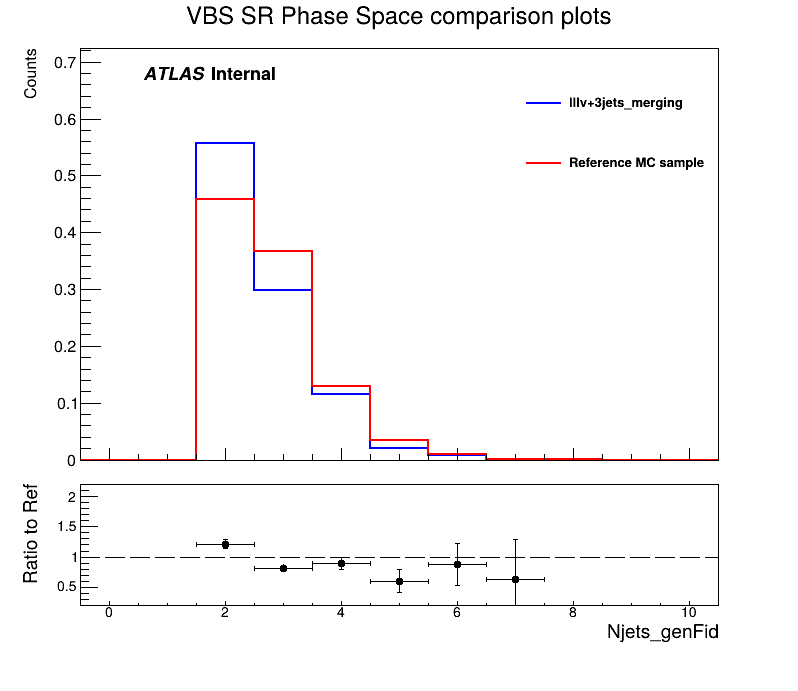 VBS SR Phase Space comparison plots
Counts
ATLAS Internal
lllv+3jets_merging
Reference MC sample
0.7
0.6
0.5
0.4
0.3
0.2
0.1
0
Ratio to Ref
2
1.5
1
0.5
0 2 4 6 8 10
Njets_genFid